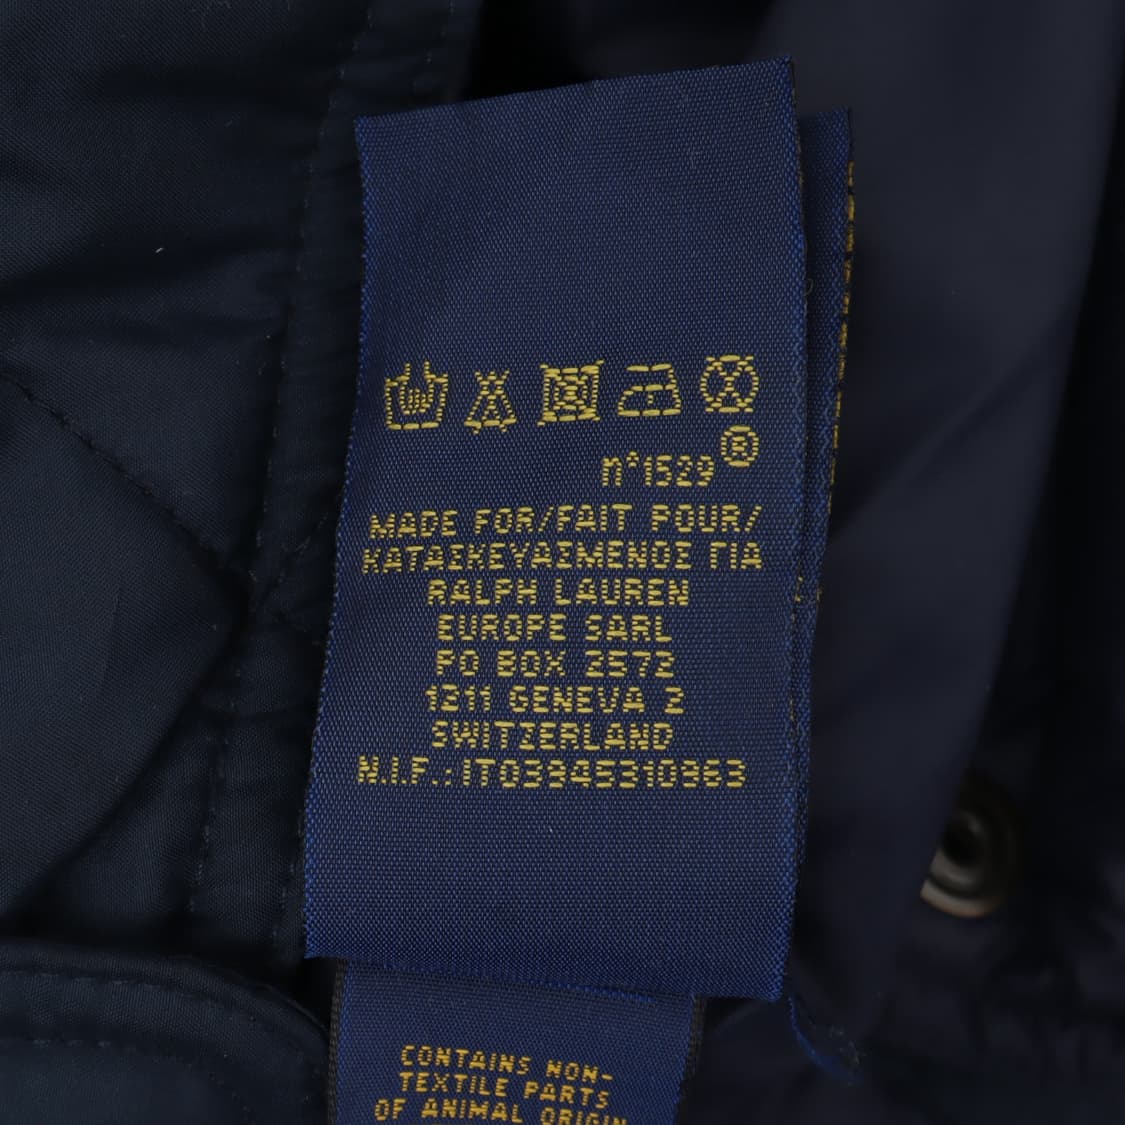 n°1529®
MADE FOR/FAIT POUR/
ΚΑΤΑΣΚΕΥΑΣΜΕΝΟΣ ΓΙΑ
RALPH LAUREN
EUROPE SARL
PO BOX 2572
1211 GENEVA 2
SWITZERLAND
N.I.F.:IT03945310963
CONTAINS NON-
TEXTILE PARTS
OF ANIMAL ORIGIN